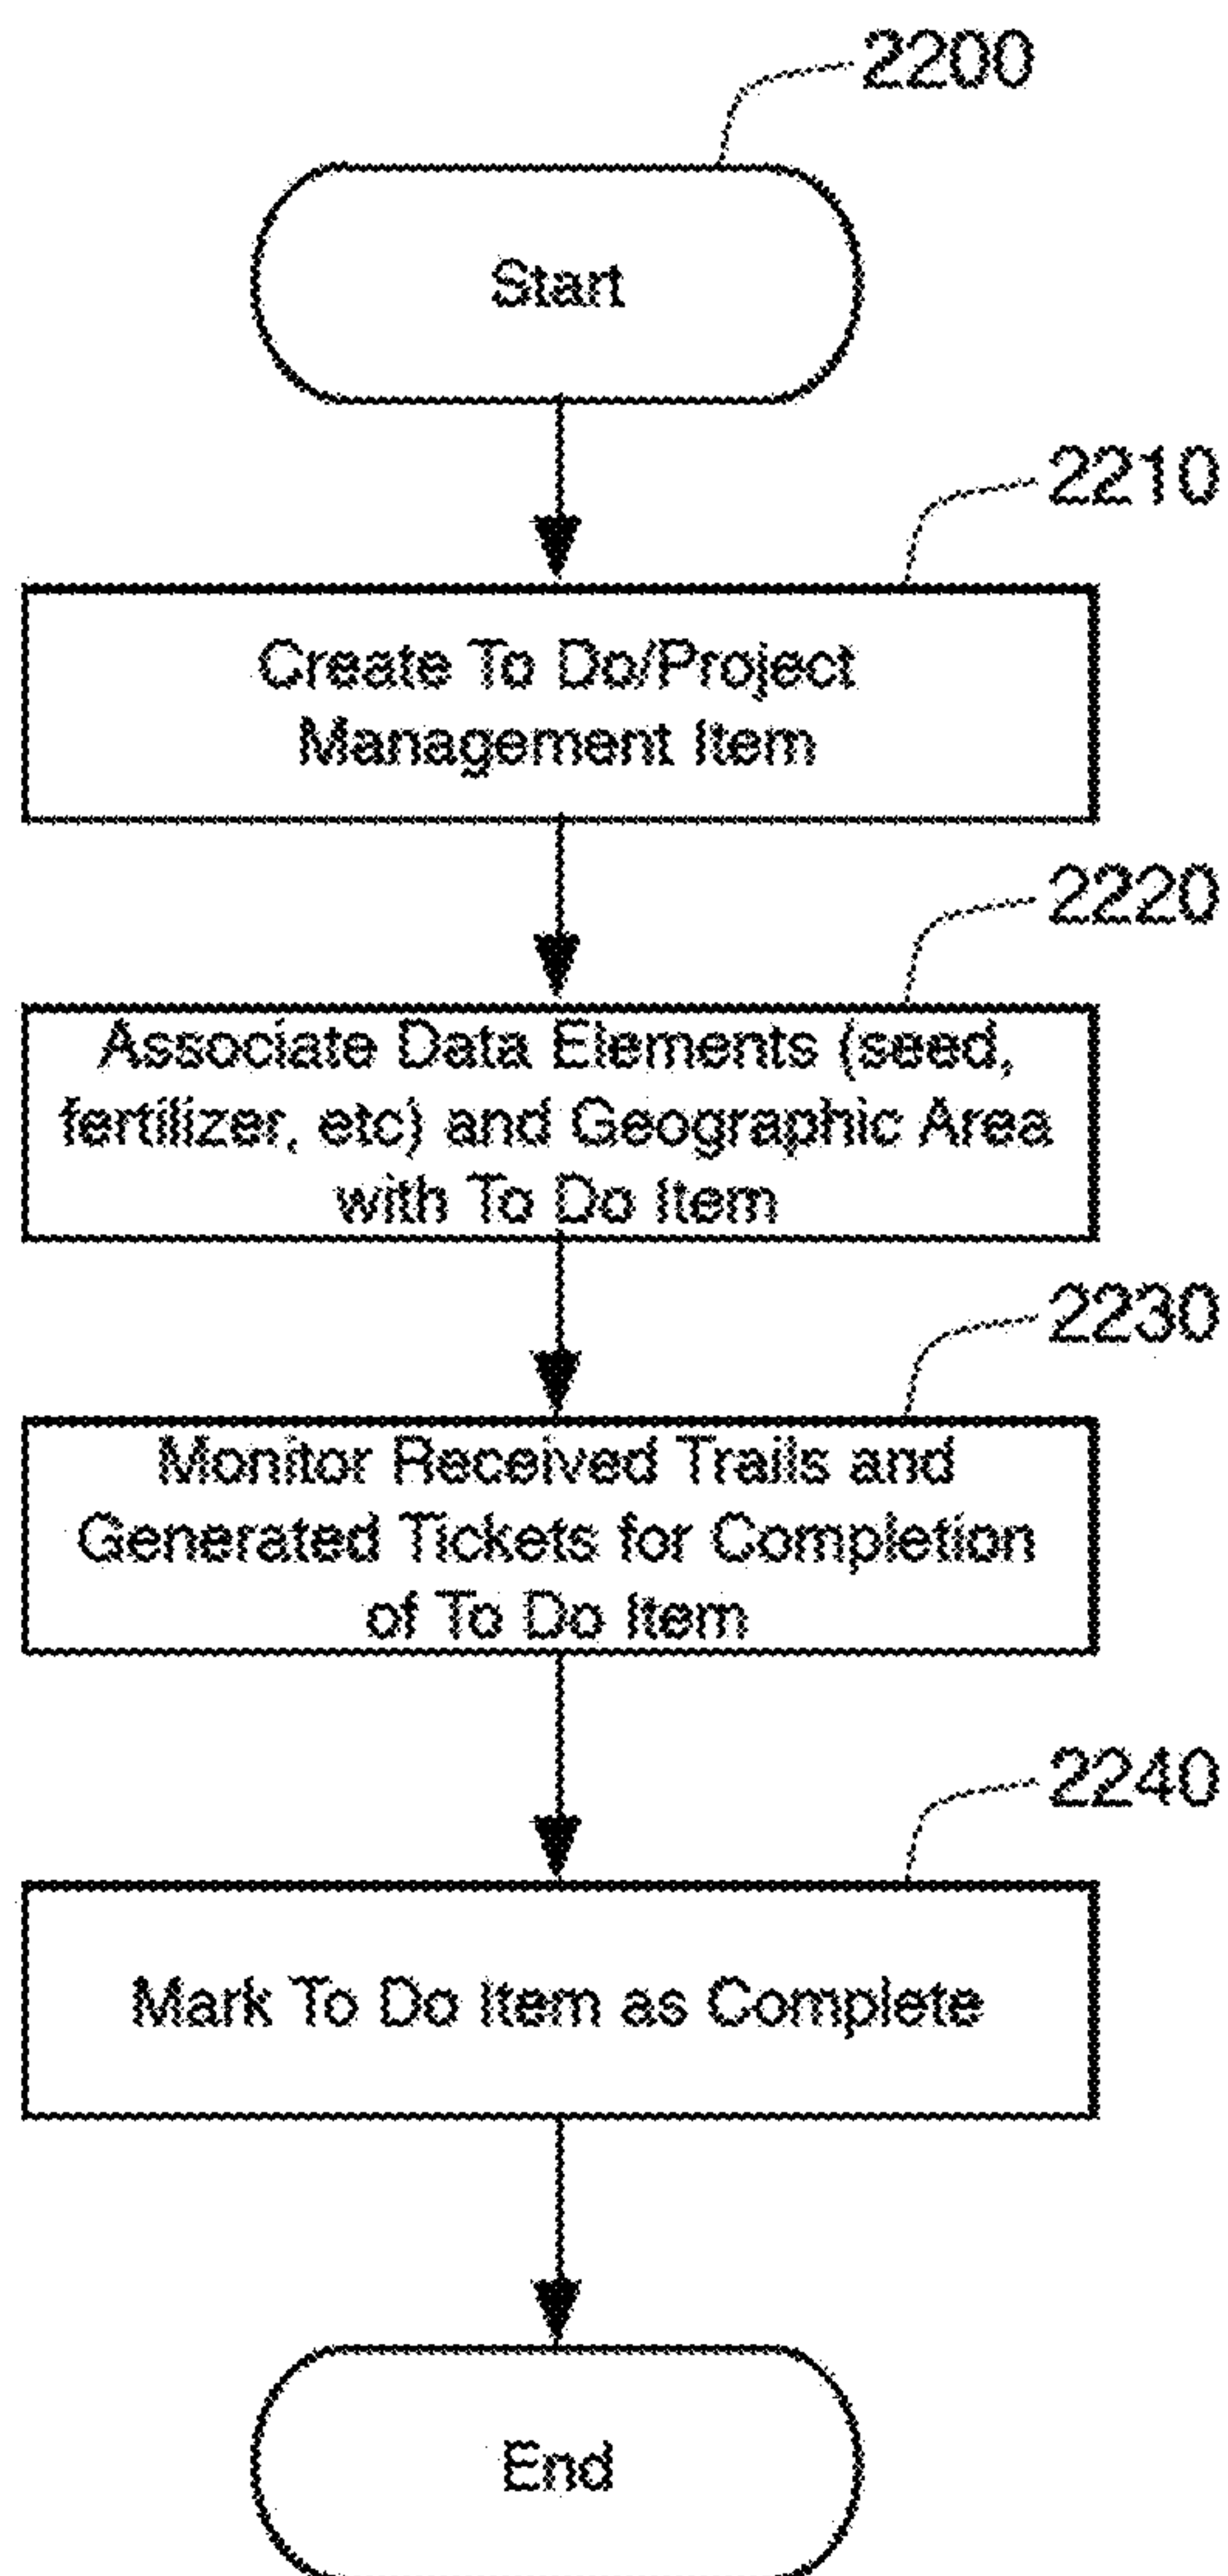 2200
Start
2210
Create To Do/Project
Management Item
2220
Associate Data Elements (seed,
fertilizer, etc) and Geographic Area
with To Do Item
2230
Monitor Received Trails and
Generated Tickets for Completion
of To Do Item
2240
Mark To Do Item as Complete
End